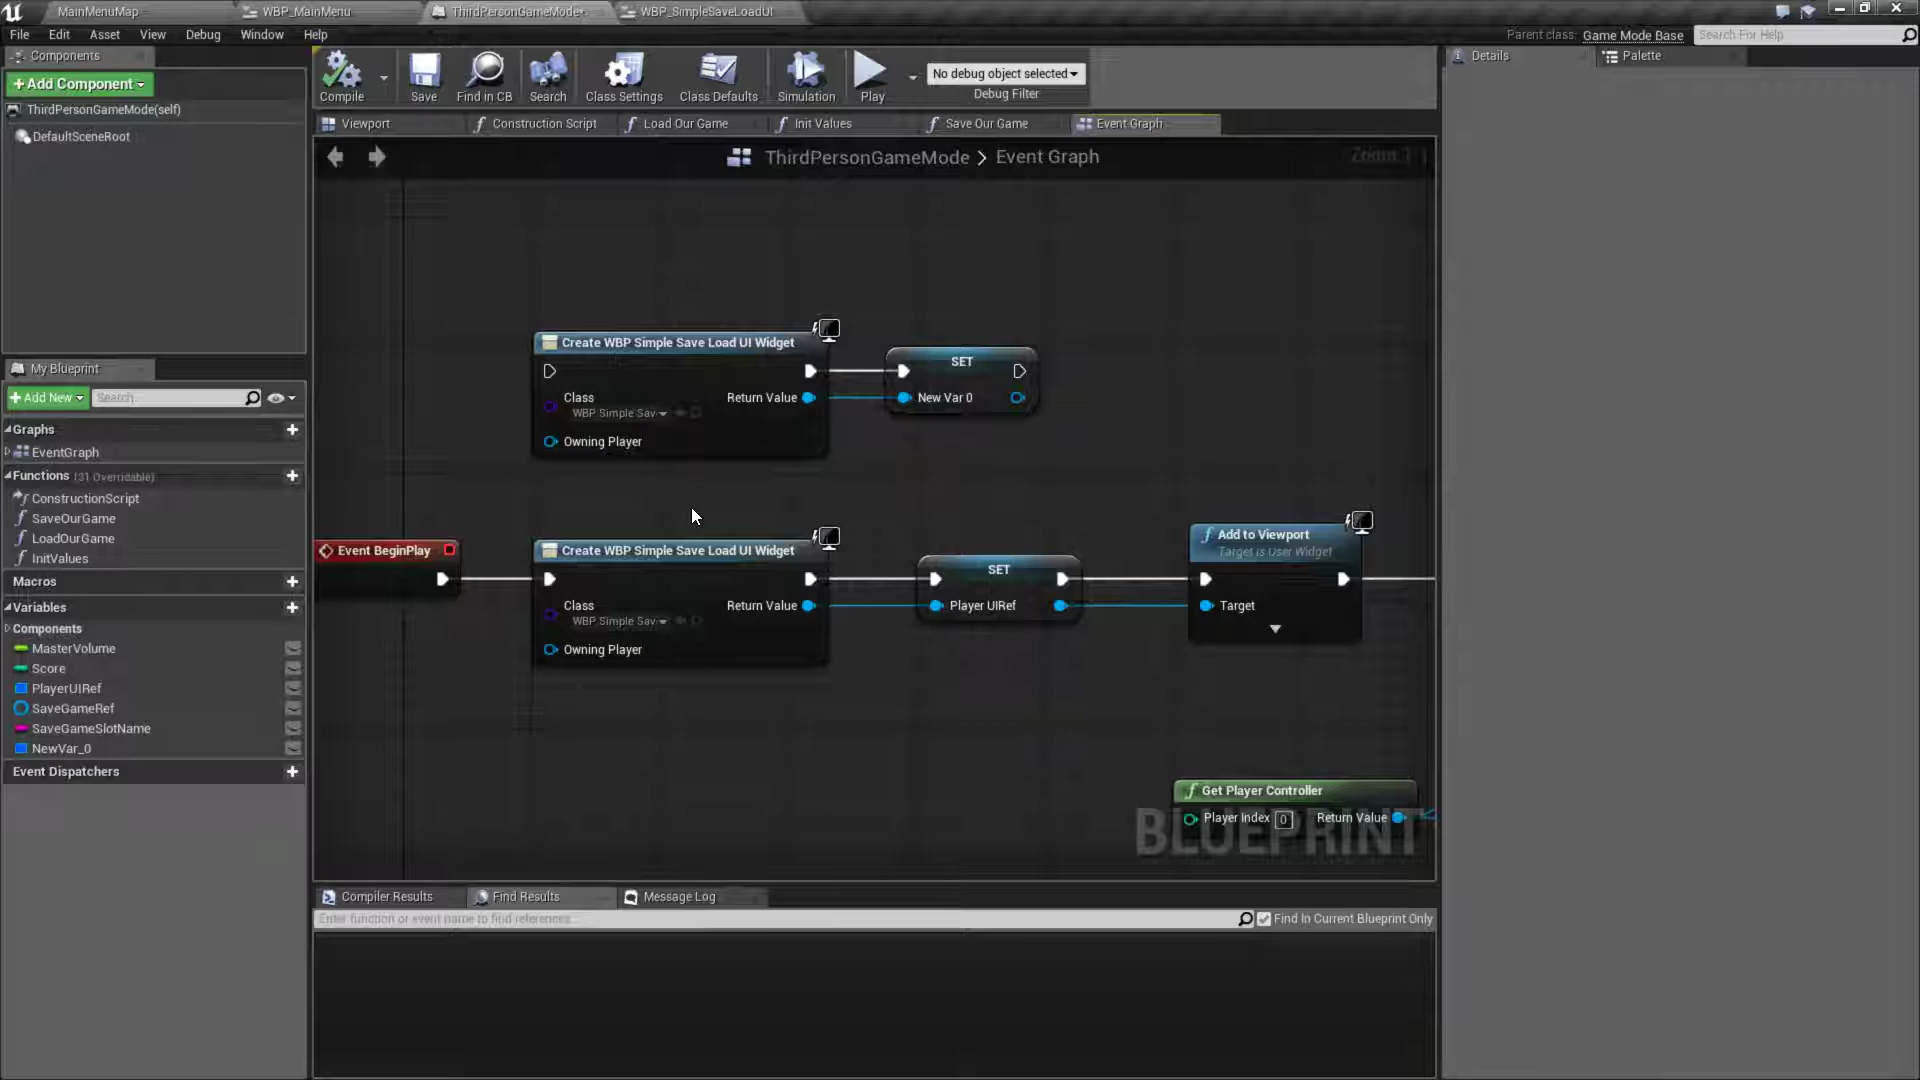 MainMenuMap
WBP_MainMenu
ThirdPersonGameMode*
WBP_SimpleSaveLoadUI
File Edit Asset View Debug Window Help
Parent class: Game Mode Base
Search For Help
Components
Details
Palette
+Add Component
Compile
Save
Find in CB
Search
Class Settings
Class Defaults
Simulation
Play
No debug object selected
Debug Filter
ThirdPersonGameMode(self)
DefaultSceneRoot
Viewport
Construction Script
Load Our Game
Init Values
Save Our Game
Event Graph
ThirdPersonGameMode > Event Graph
Create WBP Simple Save Load UI Widget
SET
Class
Return Value
New Var 0
WBP Simple Sav
Owning Player
My Blueprint
+Add New
Search
Graphs
EventGraph
Functions (31 Overridable)
ConstructionScript
SaveOurGame
LoadOurGame
InitValues
Macros
Variables
Components
MasterVolume
Score
PlayerUIRef
SaveGameRef
SaveGameSlotName
NewVar_0
Event Dispatchers
Event BeginPlay
Create WBP Simple Save Load UI Widget
SET
Add to Viewport
Target is User Widget
Class
Return Value
Player UIRef
Target
WBP Simple Sav
Owning Player
Get Player Controller
Player Index 0
Return Value
BLUEPRINT
Compiler Results
Find Results
Message Log
Enter function or event name to find references...
Find In Current Blueprint Only